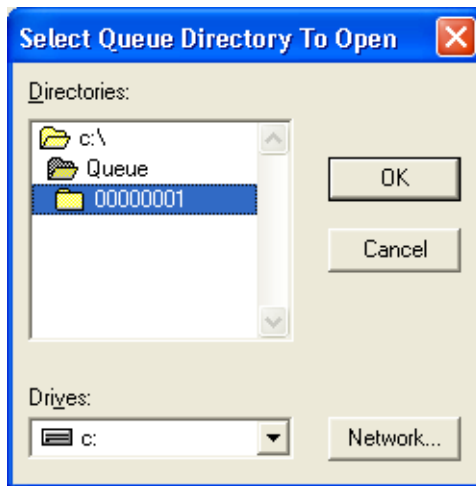 Select Queue Directory To Open
Directories:
c:\
Queue
00000001
OK
Cancel
Drives:
c:
Network...